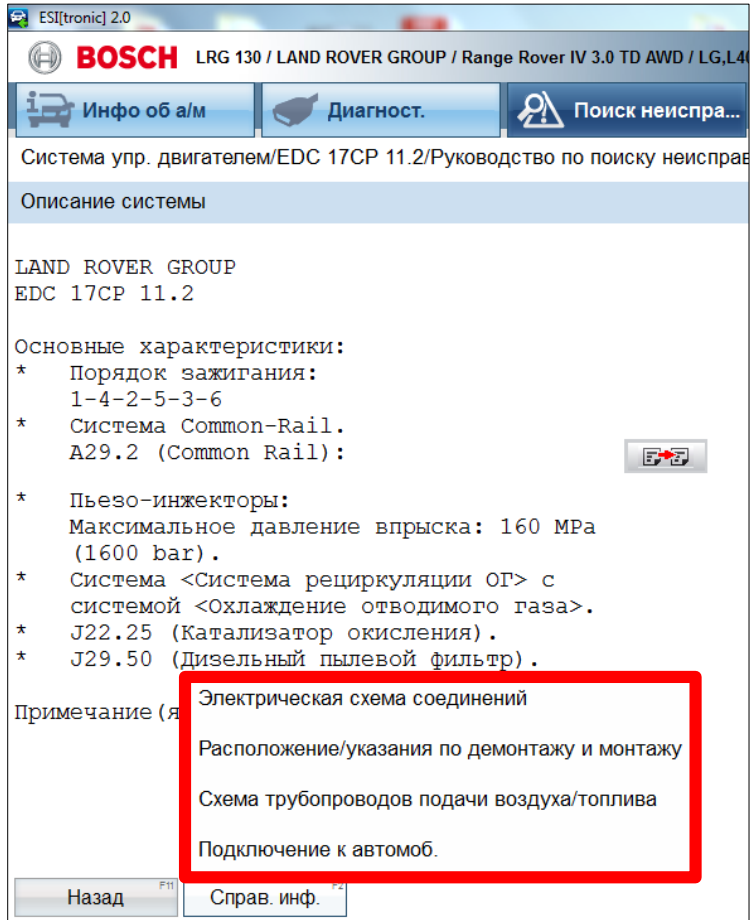 ESI[tronic] 2.0
BOSCH LRG 130 / LAND ROVER GROUP / Range Rover IV 3.0 TD AWD / LG,L4
Инфо об а/м Диагност. Поиск неиспра...
Система упр. двигателем/EDC 17CP 11.2/Руководство по поиску неисправ
Описание системы
LAND ROVER GROUP
EDC 17CP 11.2
Основные характеристики:
* Порядок зажигания:
1-4-2-5-3-6
* Система Common-Rail.
A29.2 (Common Rail):
* Пьезо-инжекторы:
Максимальное давление впрыска: 160 MPa
(1600 bar).
* Система <Система рециркуляции ОГ> с
системой <Охлаждение отводимого газа>.
* J22.25 (Катализатор окисления).
* J29.50 (Дизельный пылевой фильтр).
Примечание(я
Электрическая схема соединений
Расположение/указания по демонтажу и монтажу
Схема трубопроводов подачи воздуха/топлива
Подключение к автомоб.
Назад F11 Справ. инф. F2